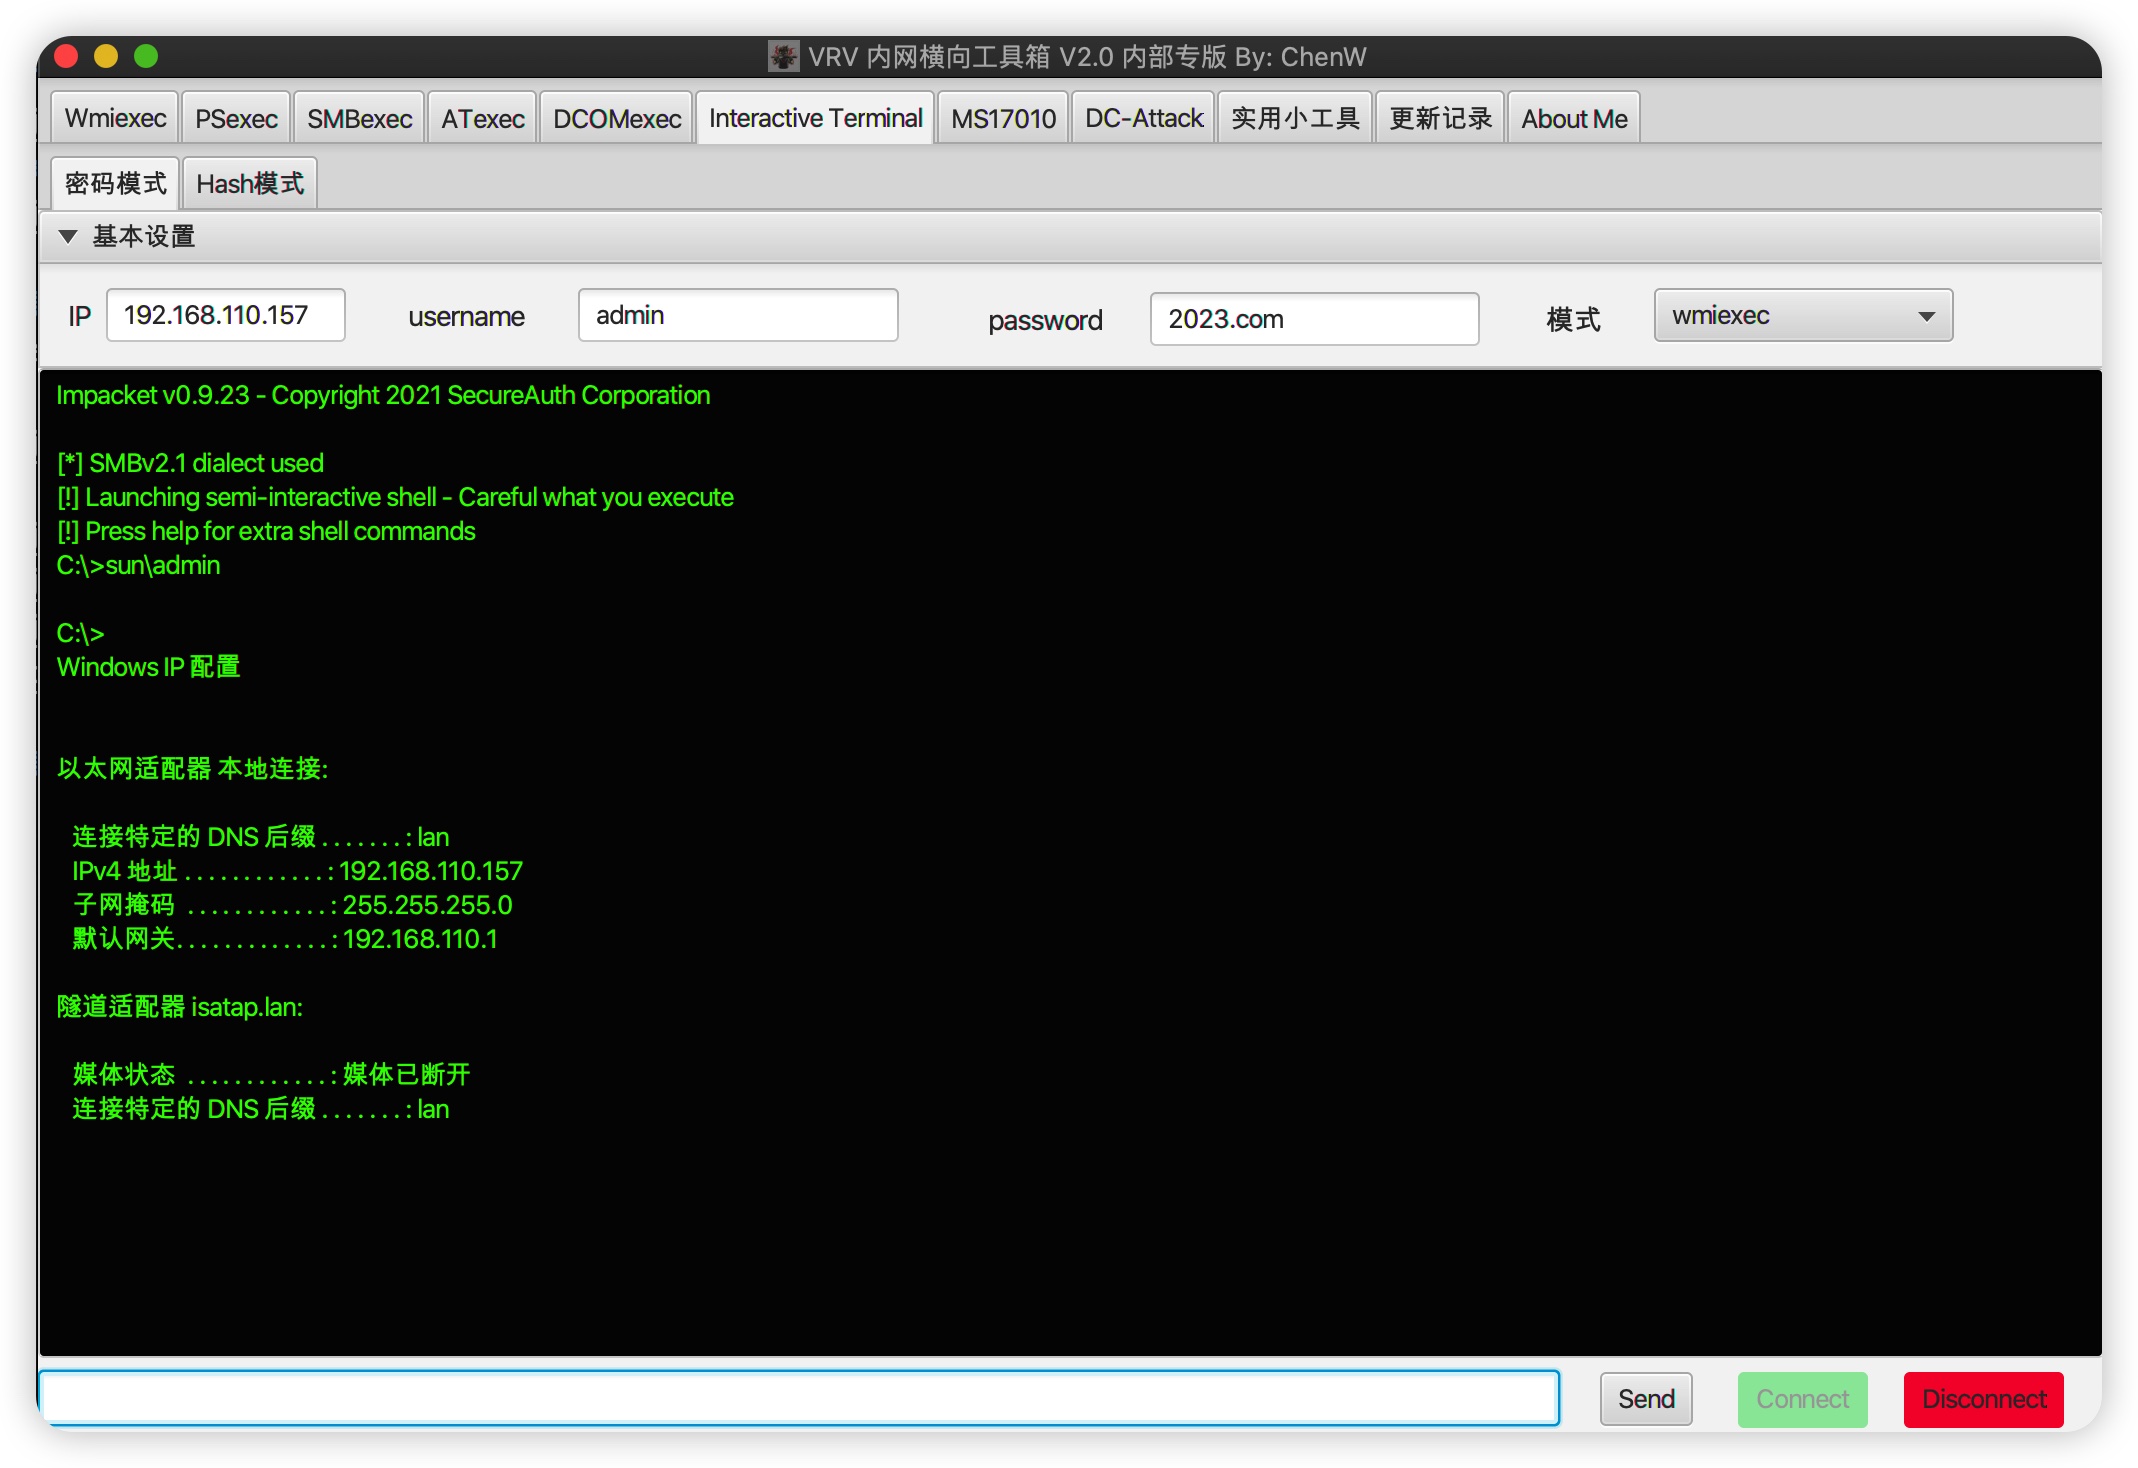 VRV 内网横向工具箱 V2.0 内部专版 By: ChenW
Wmiexec PSexec SMBexec ATexec DCOMexec Interactive Terminal MS17010 DC-Attack 实用小工具 更新记录 About Me
密码模式 Hash模式
基本设置
IP 192.168.110.157 username admin password 2023.com 模式 wmiexec
Impacket v0.9.23 - Copyright 2021 SecureAuth Corporation
[*] SMBv2.1 dialect used
[!] Launching semi-interactive shell - Careful what you execute
[!] Press help for extra shell commands
C:\>sun\admin
C:\>
Windows IP 配置
以太网适配器 本地连接:
连接特定的 DNS 后缀 . . . . . . . : lan
IPv4 地址 . . . . . . . . . . . . : 192.168.110.157
子网掩码 . . . . . . . . . . . . : 255.255.255.0
默认网关. . . . . . . . . . . . . : 192.168.110.1
隧道适配器 isatap.lan:
媒体状态 . . . . . . . . . . . . : 媒体已断开
连接特定的 DNS 后缀 . . . . . . . : lan
Send Connect Disconnect